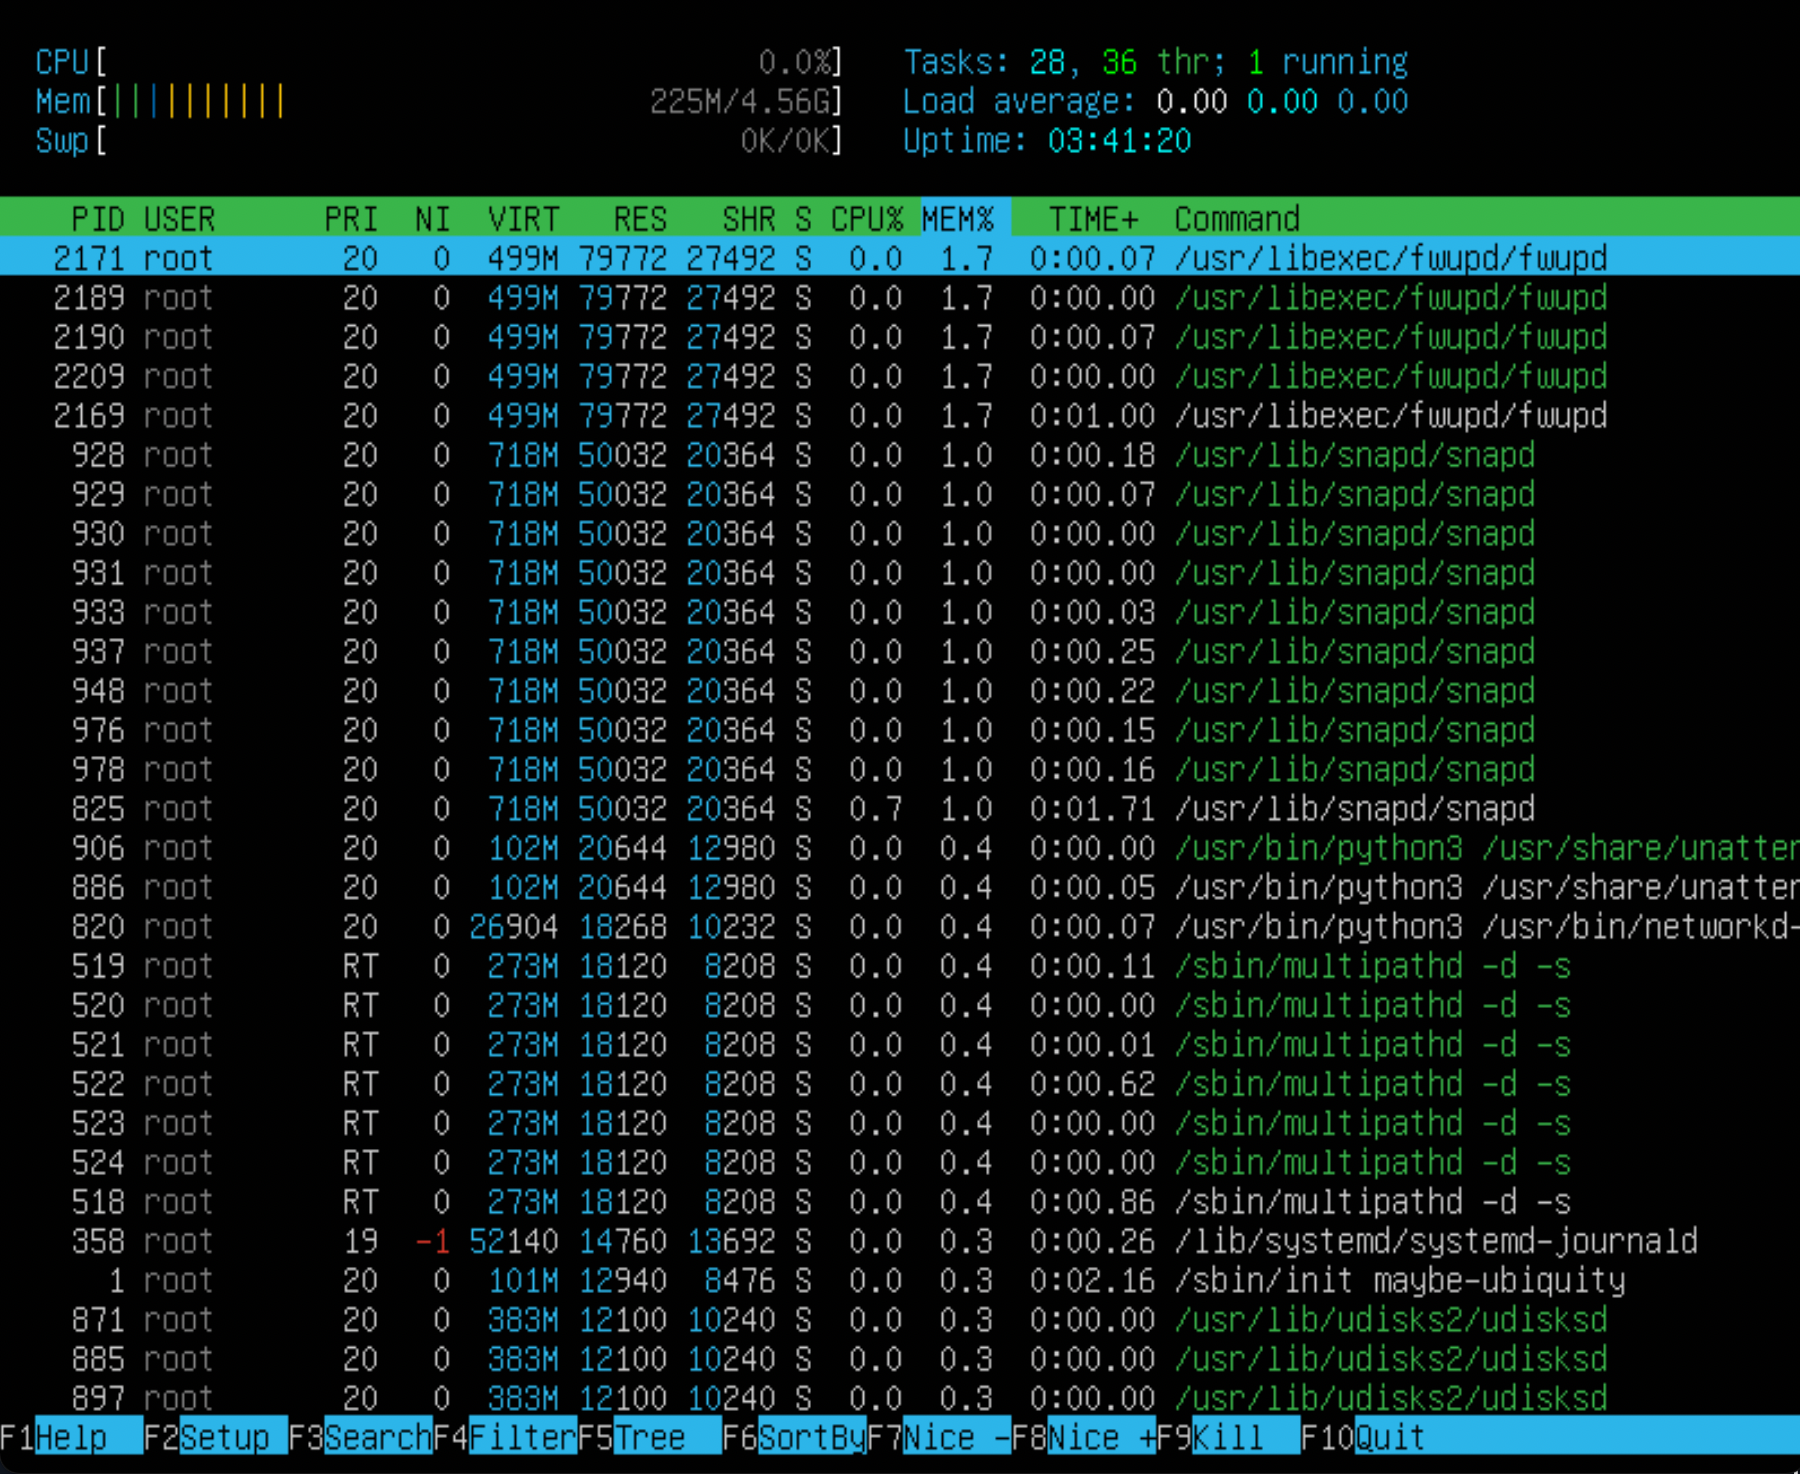 CPU[ 0.0%] Tasks: 28, 36 thr; 1 running
Mem[|||||||||| 225M/4.56G] Load average: 0.00 0.00 0.00
Swp[ 0K/0K] Uptime: 03:41:20
PID USER PRI NI VIRT RES SHR S CPU% MEM% TIME+ Command
2171 root 20 0 499M 79772 27492 S 0.0 1.7 0:00.07 /usr/libexec/fwupd/fwupd
2189 root 20 0 499M 79772 27492 S 0.0 1.7 0:00.00 /usr/libexec/fwupd/fwupd
2190 root 20 0 499M 79772 27492 S 0.0 1.7 0:00.07 /usr/libexec/fwupd/fwupd
2209 root 20 0 499M 79772 27492 S 0.0 1.7 0:00.00 /usr/libexec/fwupd/fwupd
2169 root 20 0 499M 79772 27492 S 0.0 1.7 0:01.00 /usr/libexec/fwupd/fwupd
928 root 20 0 718M 50032 20364 S 0.0 1.0 0:00.18 /usr/lib/snapd/snapd
929 root 20 0 718M 50032 20364 S 0.0 1.0 0:00.07 /usr/lib/snapd/snapd
930 root 20 0 718M 50032 20364 S 0.0 1.0 0:00.00 /usr/lib/snapd/snapd
931 root 20 0 718M 50032 20364 S 0.0 1.0 0:00.00 /usr/lib/snapd/snapd
933 root 20 0 718M 50032 20364 S 0.0 1.0 0:00.03 /usr/lib/snapd/snapd
937 root 20 0 718M 50032 20364 S 0.0 1.0 0:00.25 /usr/lib/snapd/snapd
948 root 20 0 718M 50032 20364 S 0.0 1.0 0:00.22 /usr/lib/snapd/snapd
976 root 20 0 718M 50032 20364 S 0.0 1.0 0:00.15 /usr/lib/snapd/snapd
978 root 20 0 718M 50032 20364 S 0.0 1.0 0:00.16 /usr/lib/snapd/snapd
825 root 20 0 718M 50032 20364 S 0.7 1.0 0:01.71 /usr/lib/snapd/snapd
906 root 20 0 102M 20644 12980 S 0.0 0.4 0:00.00 /usr/bin/python3 /usr/share/unatter
886 root 20 0 102M 20644 12980 S 0.0 0.4 0:00.05 /usr/bin/python3 /usr/share/unatter
820 root 20 0 26904 18268 10232 S 0.0 0.4 0:00.07 /usr/bin/python3 /usr/bin/networkd-
519 root RT 0 273M 18120 8208 S 0.0 0.4 0:00.11 /sbin/multipathd -d -s
520 root RT 0 273M 18120 8208 S 0.0 0.4 0:00.00 /sbin/multipathd -d -s
521 root RT 0 273M 18120 8208 S 0.0 0.4 0:00.01 /sbin/multipathd -d -s
522 root RT 0 273M 18120 8208 S 0.0 0.4 0:00.62 /sbin/multipathd -d -s
523 root RT 0 273M 18120 8208 S 0.0 0.4 0:00.00 /sbin/multipathd -d -s
524 root RT 0 273M 18120 8208 S 0.0 0.4 0:00.00 /sbin/multipathd -d -s
518 root RT 0 273M 18120 8208 S 0.0 0.4 0:00.86 /sbin/multipathd -d -s
358 root 19 -1 52140 14760 13692 S 0.0 0.3 0:00.26 /lib/systemd/systemd-journald
1 root 20 0 101M 12940 8476 S 0.0 0.3 0:02.16 /sbin/init maybe-ubiquity
871 root 20 0 383M 12100 10240 S 0.0 0.3 0:00.00 /usr/lib/udisks2/udisksd
885 root 20 0 383M 12100 10240 S 0.0 0.3 0:00.00 /usr/lib/udisks2/udisksd
897 root 20 0 383M 12100 10240 S 0.0 0.3 0:00.00 /usr/lib/udisks2/udisksd
F1Help F2Setup F3SearchF4FilterF5Tree F6SortByF7Nice -F8Nice +F9Kill F10Quit